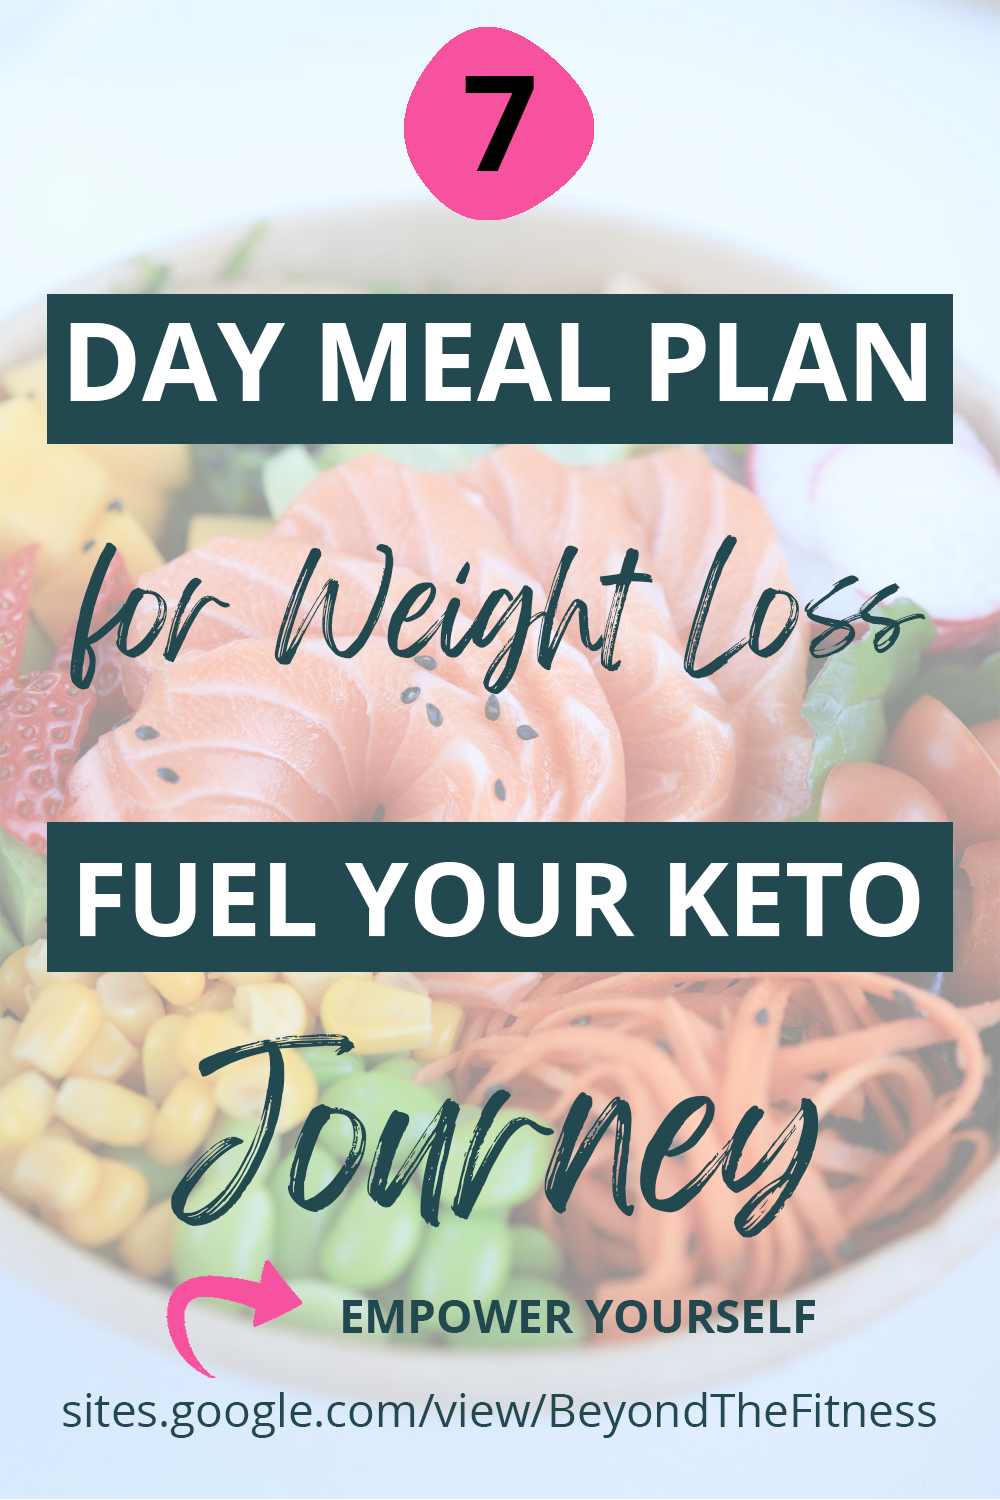 7
DAY MEAL PLAN
for Weight Loss
FUEL YOUR KETO
Journey
EMPOWER YOURSELF
sites.google.com/view/BeyondTheFitness